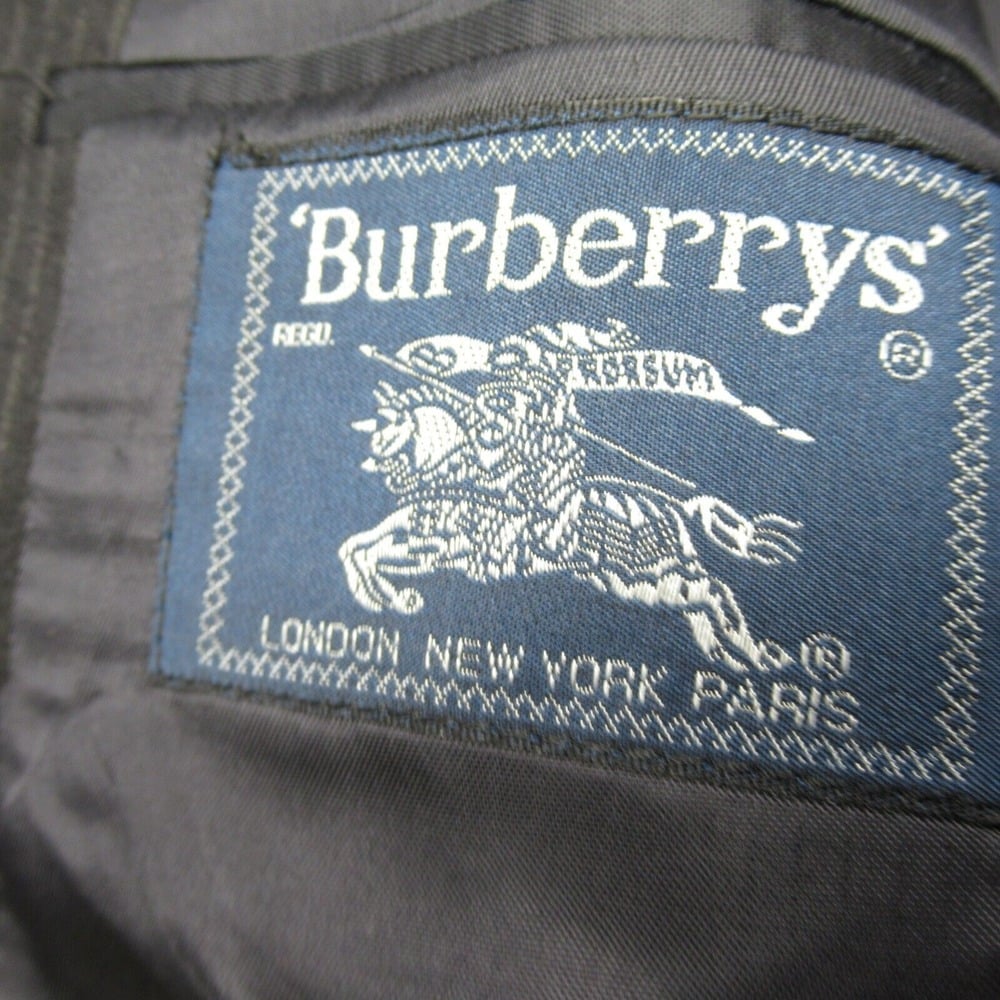 'Burberrys'
REGD.
®
PRORSUM
®
LONDON NEW YORK PARIS